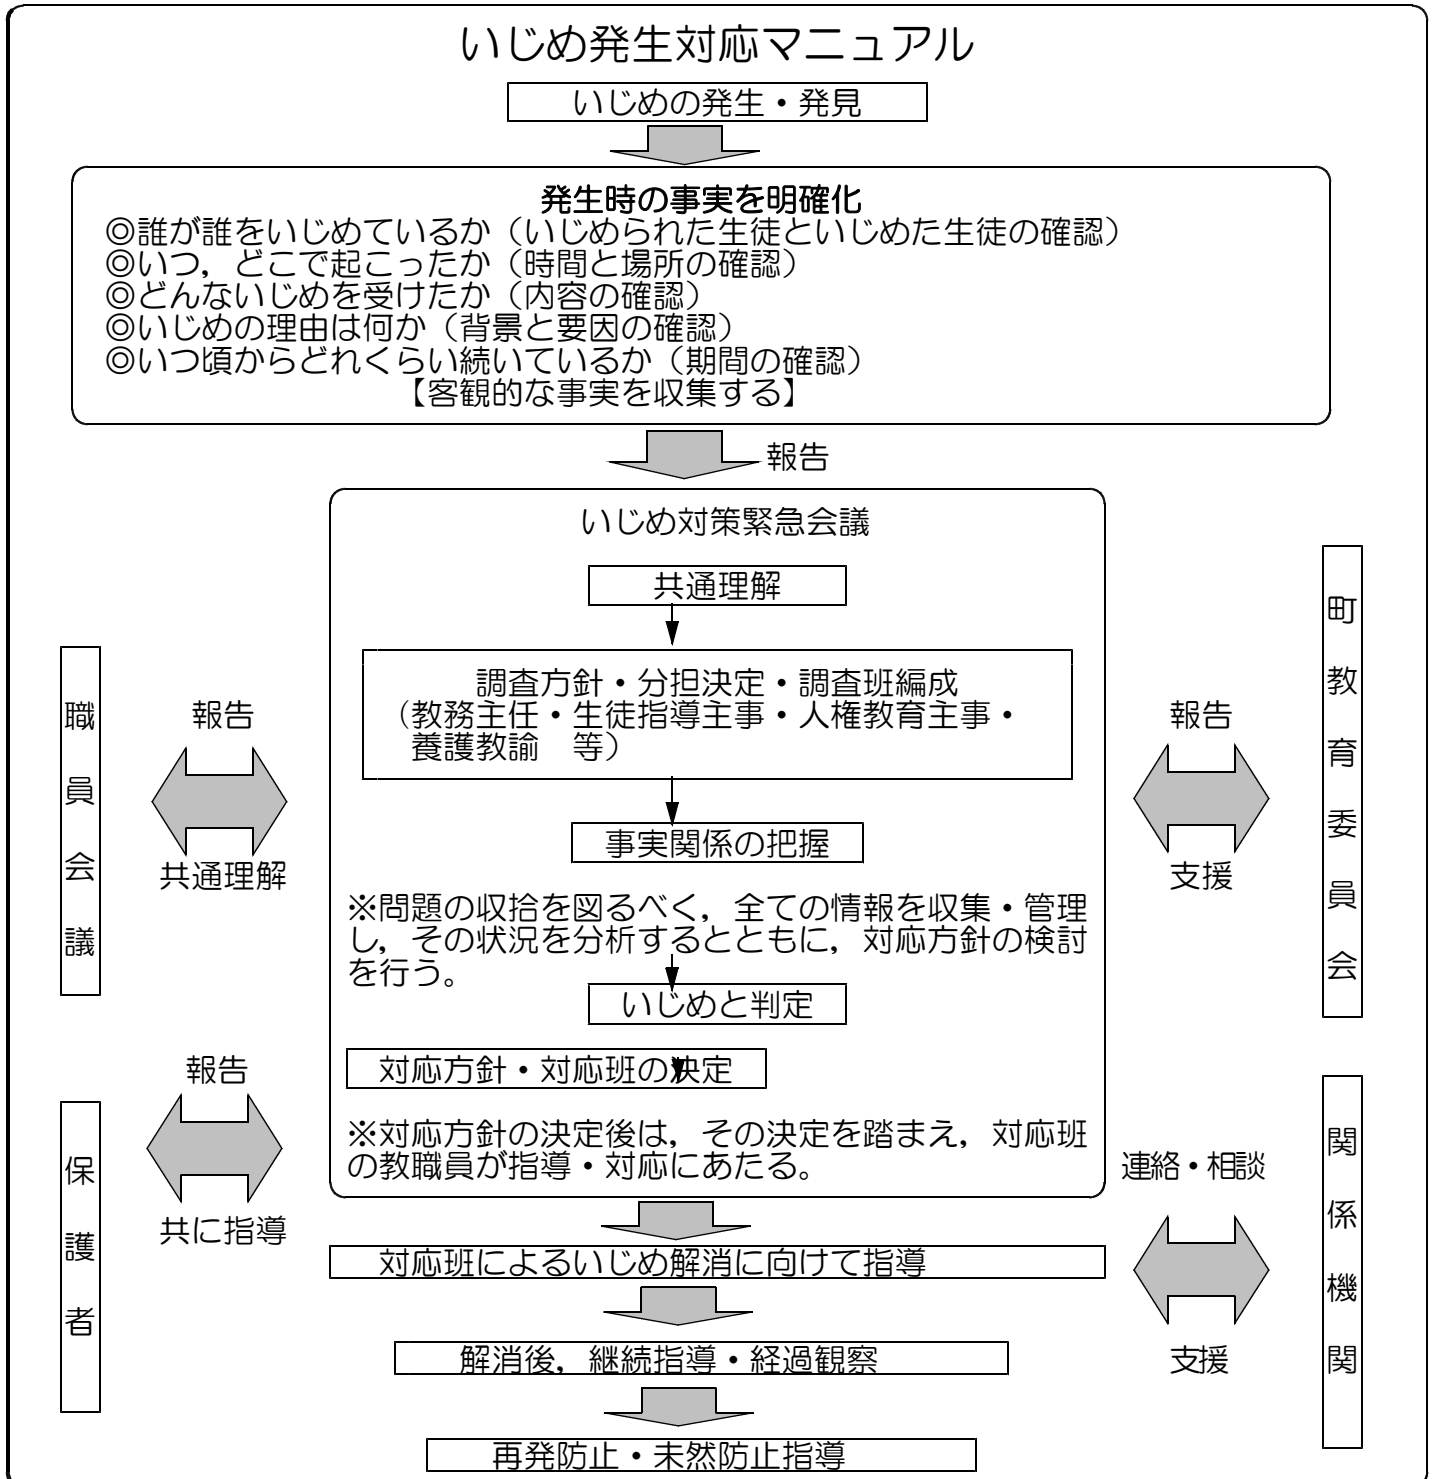 いじめ発生対応マニュアル
いじめの発生・発見
発生時の事実を明確化
◎誰が誰をいじめているか（いじめられた生徒といじめた生徒の確認）
◎いつ，どこで起こったか（時間と場所の確認）
◎どんないじめを受けたか（内容の確認）
◎いじめの理由は何か（背景と要因の確認）
◎いつ頃からどれくらい続いているか（期間の確認）
【客観的な事実を収集する】
報告
いじめ対策緊急会議
共通理解
調査方針・分担決定・調査班編成
（教務主任・生徒指導主事・人権教育主事・
養護教諭　等）
事実関係の把握
※問題の収拾を図るべく，全ての情報を収集・管理
し，その状況を分析するとともに，対応方針の検討
を行う。
いじめと判定
対応方針・対応班の決定
※対応方針の決定後は，その決定を踏まえ，対応班
の教職員が指導・対応にあたる。
職員会議
報告
共通理解
保護者
報告
共に指導
町教育委員会
報告
支援
関係機関
連絡・相談
支援
対応班によるいじめ解消に向けて指導
解消後，継続指導・経過観察
再発防止・未然防止指導